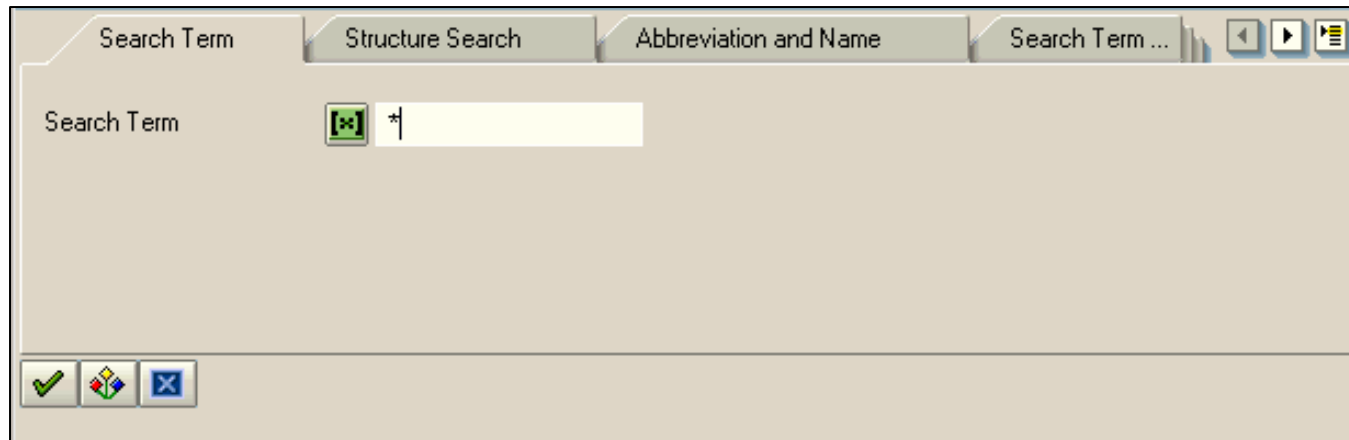 Search Term Structure Search Abbreviation and Name Search Term ...
Search Term *